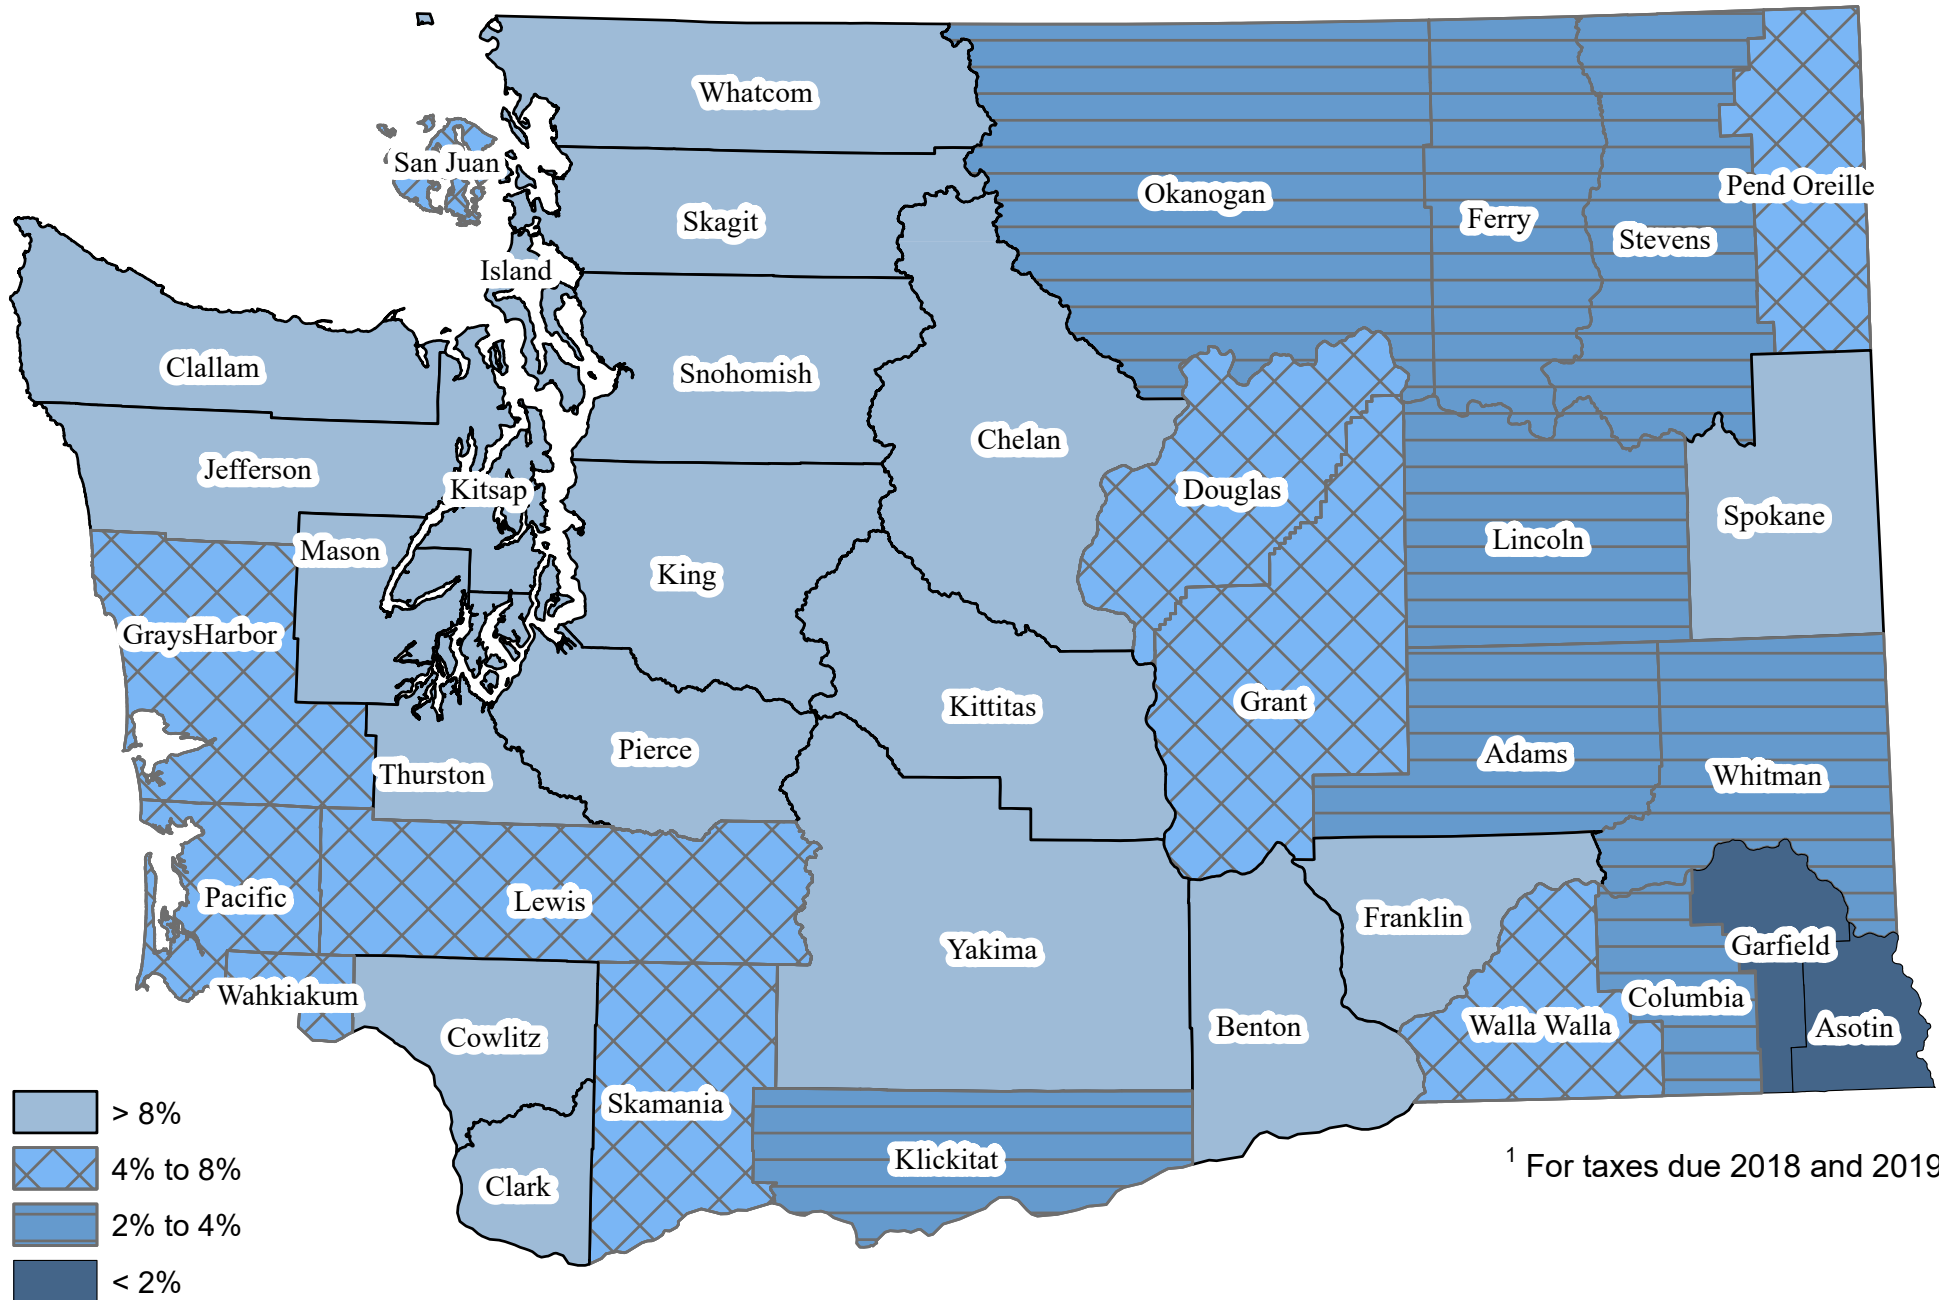 Whatcom
San Juan
Okanogan
Pend Oreille
Skagit
Ferry
Stevens
Island
Clallam
Snohomish
Chelan
Jefferson
Kitsap
Douglas
Spokane
Mason
Lincoln
King
GraysHarbor
Grant
Kittitas
Pierce
Adams
Thurston
Whitman
Pacific
Lewis
Franklin
Yakima
Garfield
Wahkiakum
Columbia
Cowlitz
Benton
Walla Walla
Asotin
Skamania
Klickitat
Clark
> 8%
4% to 8%
2% to 4%
< 2%
1 For taxes due 2018 and 2019